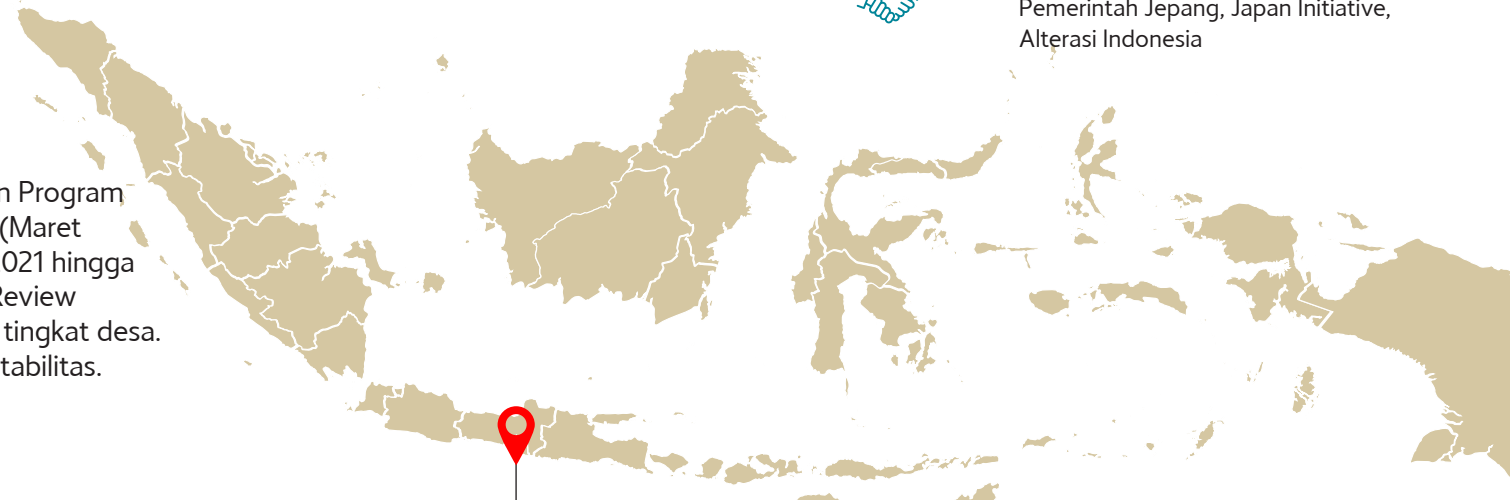 Pemerintah Jepang, Japan Initiative,
Alterasi Indonesia
n Program
(Maret
021 hingga
Review
tingkat desa.
tabilitas.